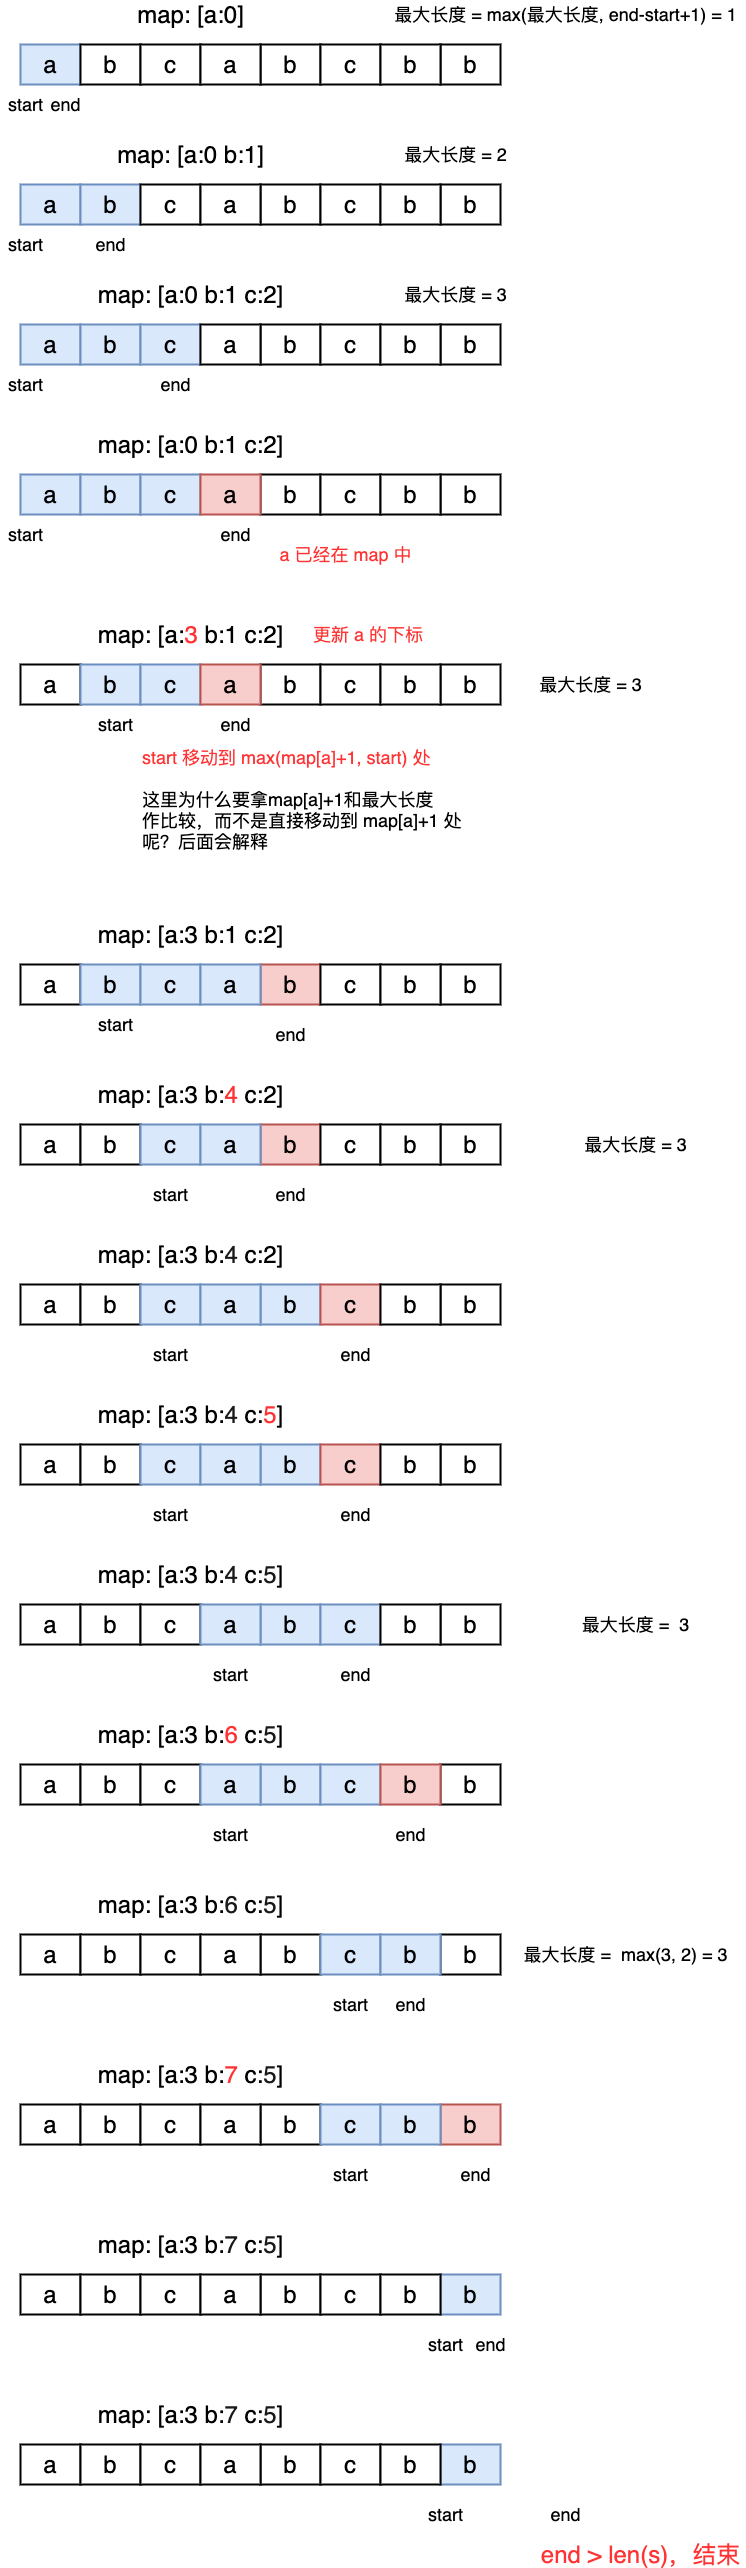 map: [a:0] 最大长度 = max(最大长度, end-start+1) = 1
a b c a b c b b
start end
map: [a:0 b:1] 最大长度 = 2
a b c a b c b b
start end
map: [a:0 b:1 c:2] 最大长度 = 3
a b c a b c b b
start end
map: [a:0 b:1 c:2]
a b c a b c b b
start end
a 已经在 map 中
map: [a:3 b:1 c:2] 更新 a 的下标
a b c a b c b b 最大长度 = 3
start end
start 移动到 max(map[a]+1, start) 处
这里为什么要拿map[a]+1和最大长度
作比较，而不是直接移动到 map[a]+1 处
呢？后面会解释
map: [a:3 b:1 c:2]
a b c a b c b b
start end
map: [a:3 b:4 c:2]
a b c a b c b b 最大长度 = 3
start end
map: [a:3 b:4 c:2]
a b c a b c b b
start end
map: [a:3 b:4 c:5]
a b c a b c b b
start end
map: [a:3 b:4 c:5]
a b c a b c b b 最大长度 = 3
start end
map: [a:3 b:6 c:5]
a b c a b c b b
start end
map: [a:3 b:6 c:5]
a b c a b c b b 最大长度 = max(3, 2) = 3
start end
map: [a:3 b:7 c:5]
a b c a b c b b
start end
map: [a:3 b:7 c:5]
a b c a b c b b
start end
map: [a:3 b:7 c:5]
a b c a b c b b
start end
end > len(s)，结束